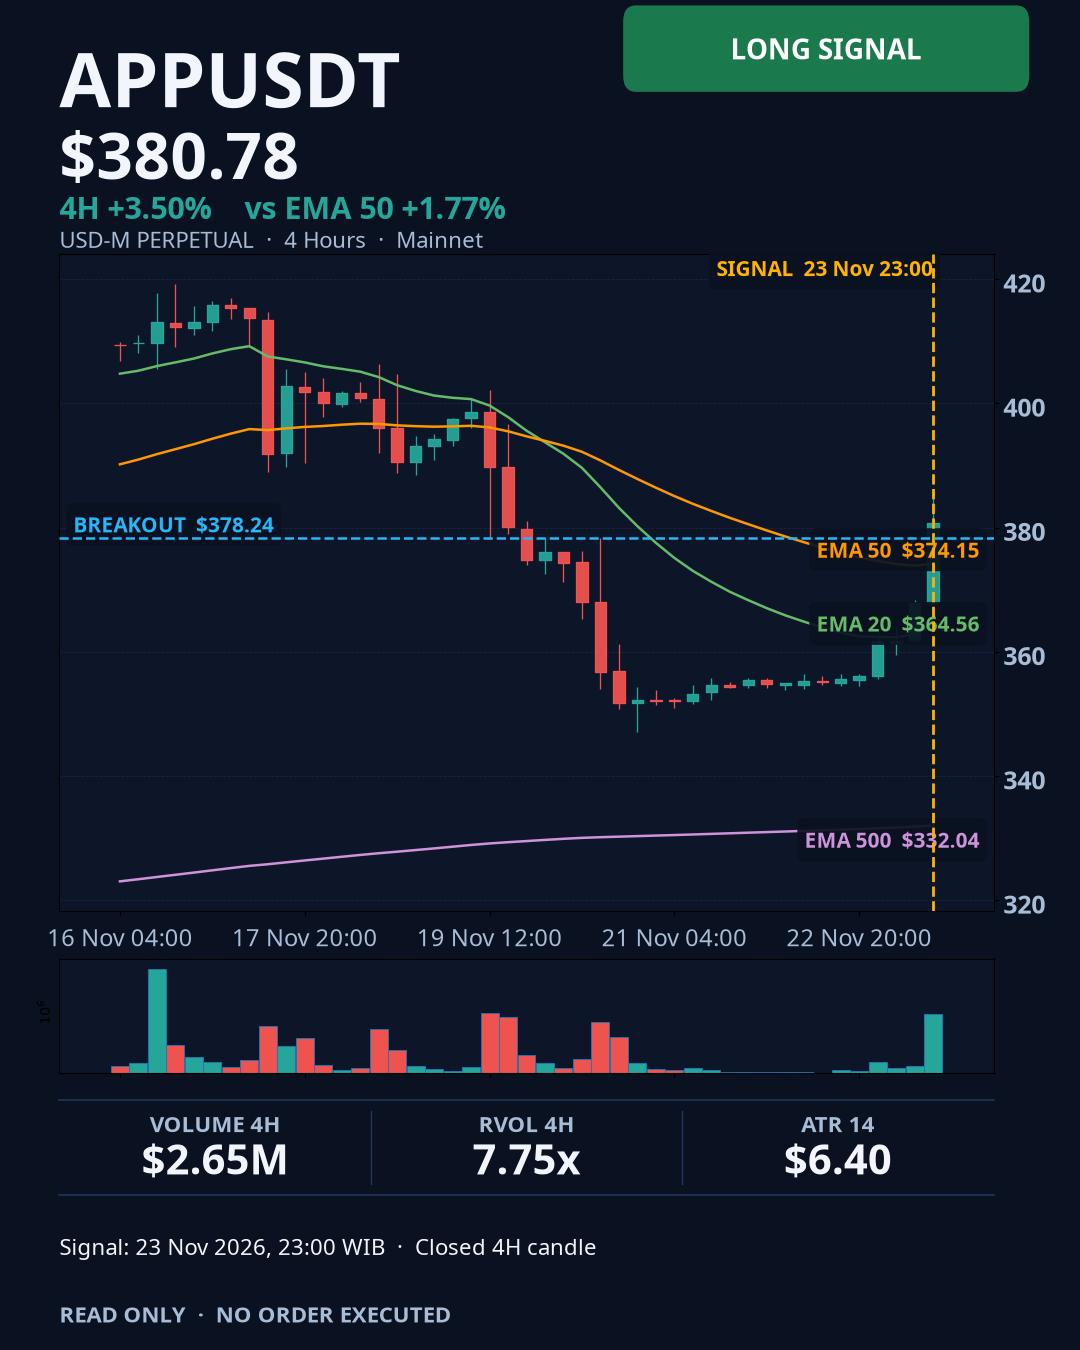 LONG SIGNAL
APPUSDT
$380.78
4H +3.50% vs EMA 50 +1.77%
USD-M PERPETUAL · 4 Hours · Mainnet
SIGNAL 23 Nov 23:00
420
400
BREAKOUT $378.24
380
EMA 50 $374.15
EMA 20 $364.56
360
340
EMA 500 $332.04
320
16 Nov 04:00 17 Nov 20:00 19 Nov 12:00 21 Nov 04:00 22 Nov 20:00
10⁶
VOLUME 4H RVOL 4H ATR 14
$2.65M 7.75x $6.40
Signal: 23 Nov 2026, 23:00 WIB · Closed 4H candle
READ ONLY · NO ORDER EXECUTED